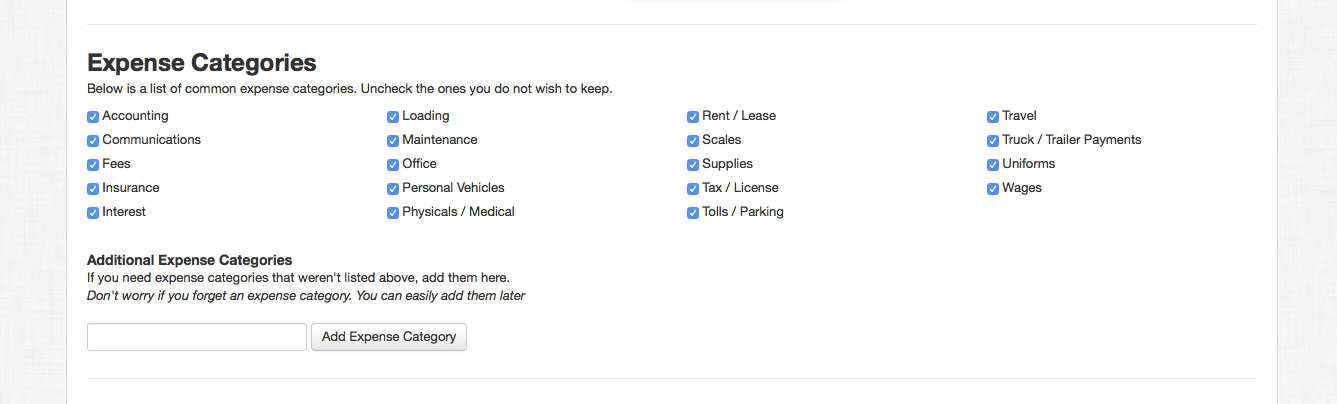 Expense Categories
Below is a list of common expense categories. Uncheck the ones you do not wish to keep.
Accounting
Communications
Fees
Insurance
Interest
Loading
Maintenance
Office
Personal Vehicles
Physicals / Medical
Rent / Lease
Scales
Supplies
Tax / License
Tolls / Parking
Travel
Truck / Trailer Payments
Uniforms
Wages
Additional Expense Categories
If you need expense categories that weren't listed above, add them here.
Don't worry if you forget an expense category. You can easily add them later
Add Expense Category